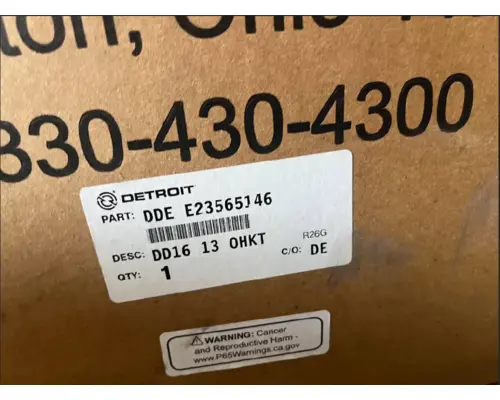 ton, Ohio
330-430-4300
DETROIT
PART: DDE E23565146
R26G
DESC: DD16 13 OHKT C/O: DE
QTY: 1
WARNING: Cancer
and Reproductive Harm -
www.P65Warnings.ca.gov